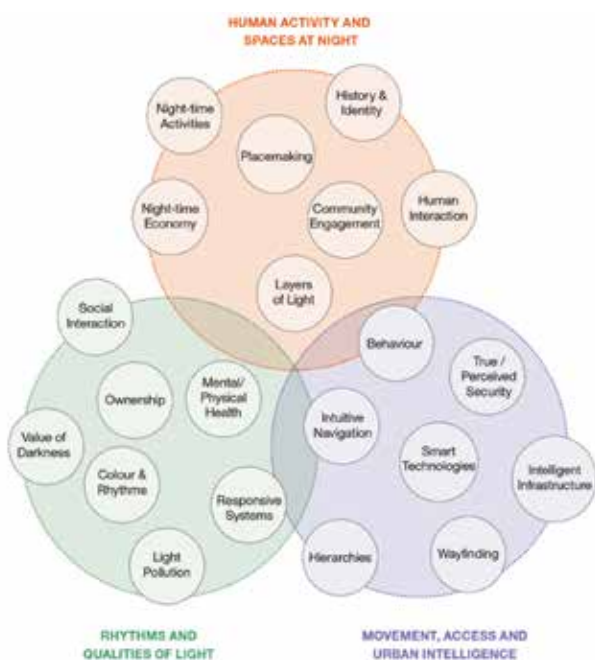 HUMAN ACTIVITY AND
SPACES AT NIGHT
History &
Identity
Night-time
Activities
Placemaking
Night-time
Economy
Community
Engagement
Human
Interaction
Layers
of Light
Social
Interaction
Behaviour
True /
Perceived
Security
Mental/
Physical
Health
Ownership
Intuitive
Navigation
Value of
Darkness
Smart
Technologies
Colour &
Rhythms
Intelligent
Infrastructure
Responsive
Systems
Light
Pollution
Hierarchies
Wayfinding
RHYTHMS AND
QUALITIES OF LIGHT
MOVEMENT, ACCESS AND
URBAN INTELLIGENCE